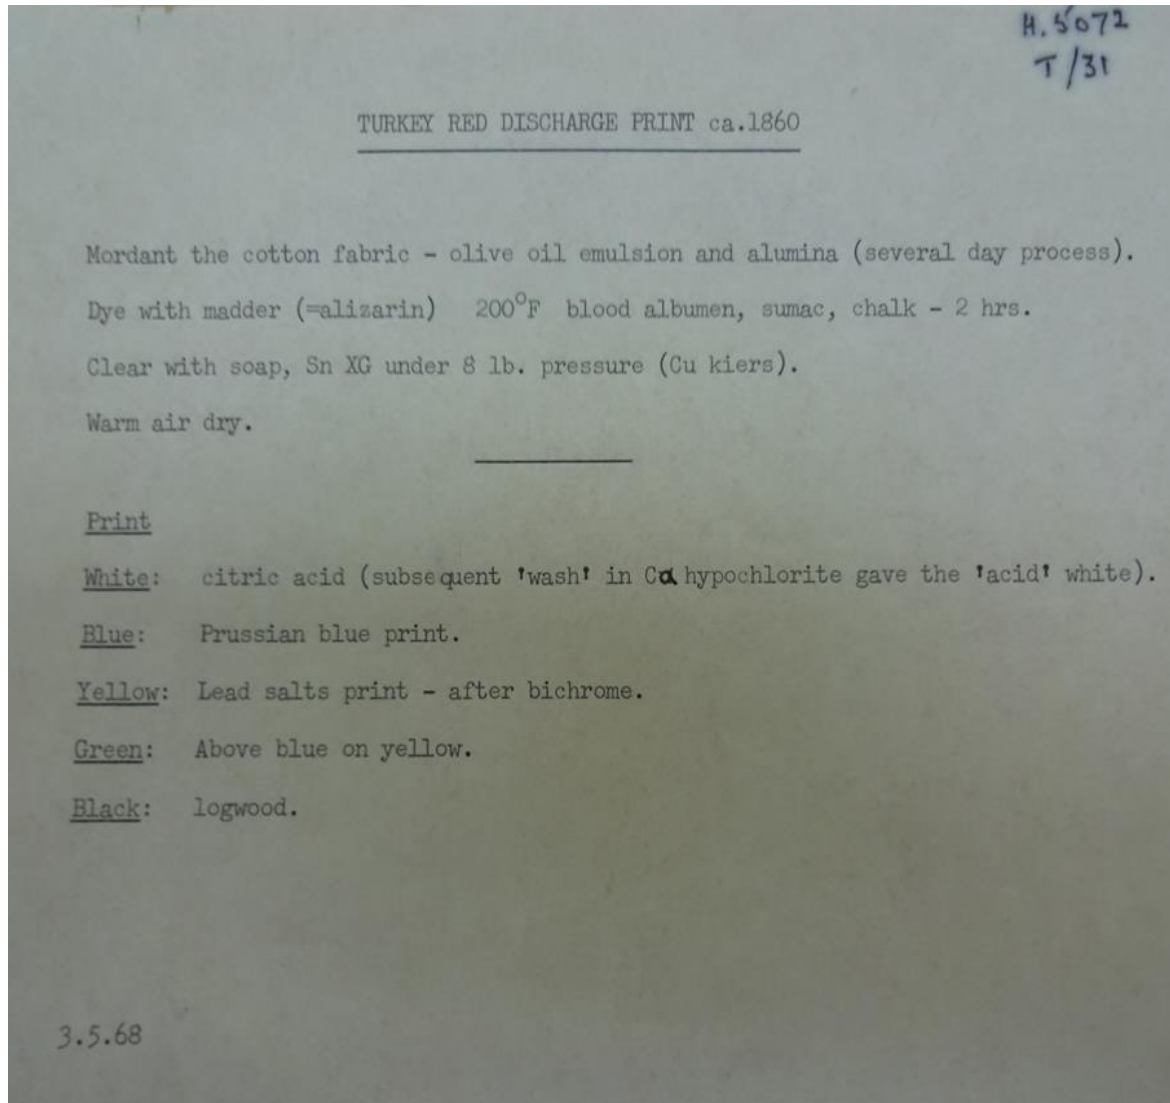 H.5072
T/31
TURKEY RED DISCHARGE PRINT ca.1860
Mordant the cotton fabric - olive oil emulsion and alumina (several day process).
Dye with madder (=alizarin) 200°F blood albumen, sumac, chalk - 2 hrs.
Clear with soap, Sn XG under 8 lb. pressure (Cu kiers).
Warm air dry.
Print
White: citric acid (subsequent 'wash' in Ca hypochlorite gave the 'acid' white).
Blue: Prussian blue print.
Yellow: Lead salts print - after bichrome.
Green: Above blue on yellow.
Black: logwood.
3.5.68